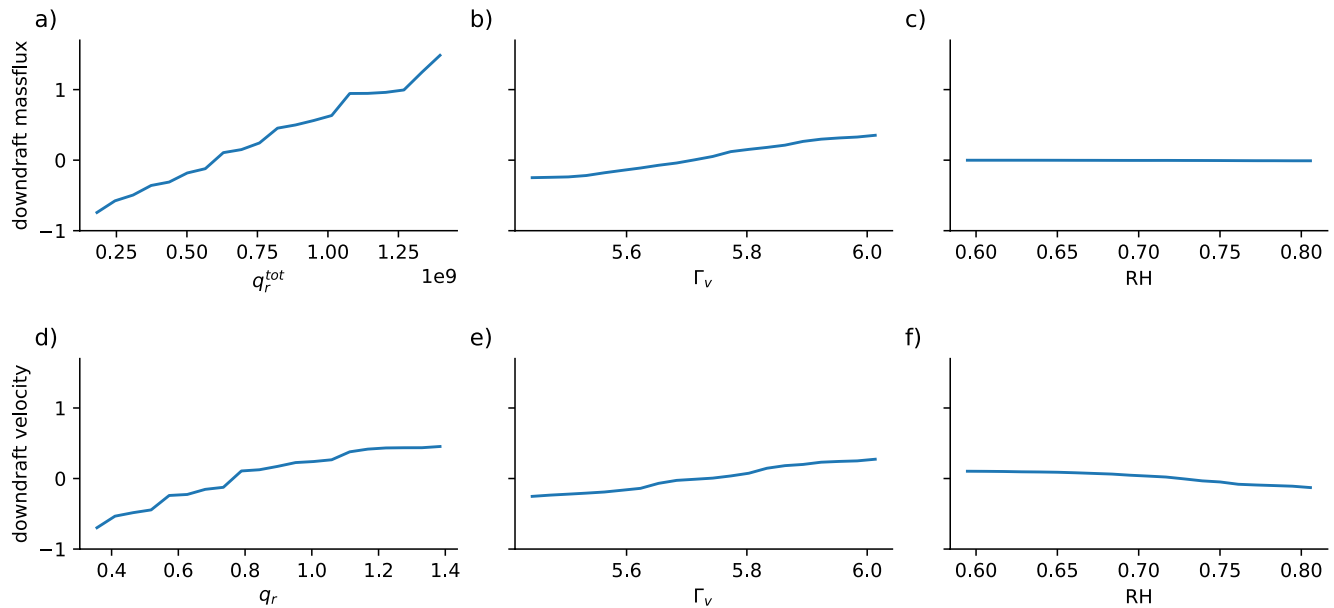 a)
b)
c)
downdraft massflux
1
0
−1
0.25 0.50 0.75 1.00 1.25
1e9
q_r^{tot}
5.6 5.8 6.0
Γ_v
0.60 0.65 0.70 0.75 0.80
RH
d)
e)
f)
downdraft velocity
1
0
−1
0.4 0.6 0.8 1.0 1.2 1.4
q_r
5.6 5.8 6.0
Γ_v
0.60 0.65 0.70 0.75 0.80
RH